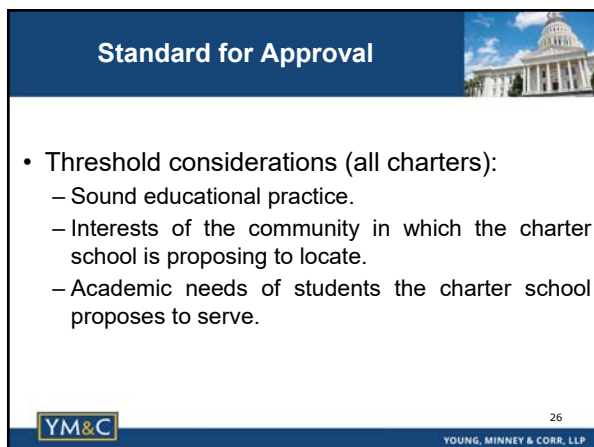 Standard for Approval
• Threshold considerations (all charters):
– Sound educational practice.
– Interests of the community in which the charter
school is proposing to locate.
– Academic needs of students the charter school
proposes to serve.
YM&C
26
YOUNG, MINNEY & CORR, LLP